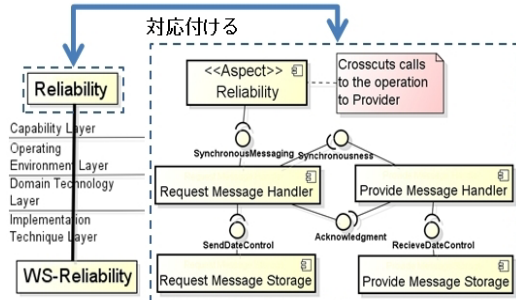 対応付ける
Reliability
Capability Layer
Operating
Environment Layer
Domain Technology
Layer
Implementation
Technique Layer
WS-Reliability
<<Aspect>>
Reliability
Crosscuts calls
to the operation
to Provider
SynchronousMessaging
Synchronousness
Request Message Handler
Provide Message Handler
SendDateControl
Acknowledgment
RecieveDateControl
Request Message Storage
Provide Message Storage